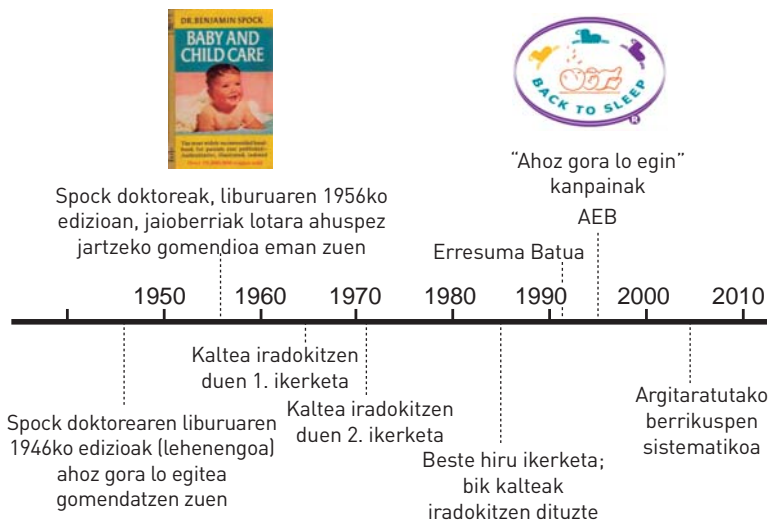 DR. BENJAMIN SPOCK
BABY AND
CHILD CARE
BACK TO SLEEP
®
Spock doktoreak, liburuaren 1956ko
edizioan, jaioberriak lotara ahuspez
jartzeko gomendioa eman zuen
“Ahoz gora lo egin”
kanpainak
AEB
Erresuma Batua
1950 1960 1970 1980 1990 2000 2010
Kaltea iradokitzen
duen 1. ikerketa
Kaltea iradokitzen
duen 2. ikerketa
Spock doktorearen liburuaren
1946ko edizioak (lehenengoa)
ahoz gora lo egitea
gomendatzen zuen
Beste hiru ikerketa;
bik kalteak
iradokitzen dituzte
Argitaratutako
berrikuspen
sistematikoa